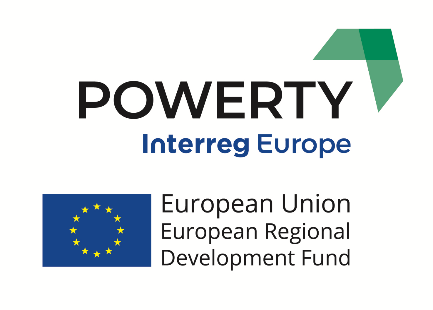 POWERTY
Interreg Europe
European Union
European Regional
Development Fund